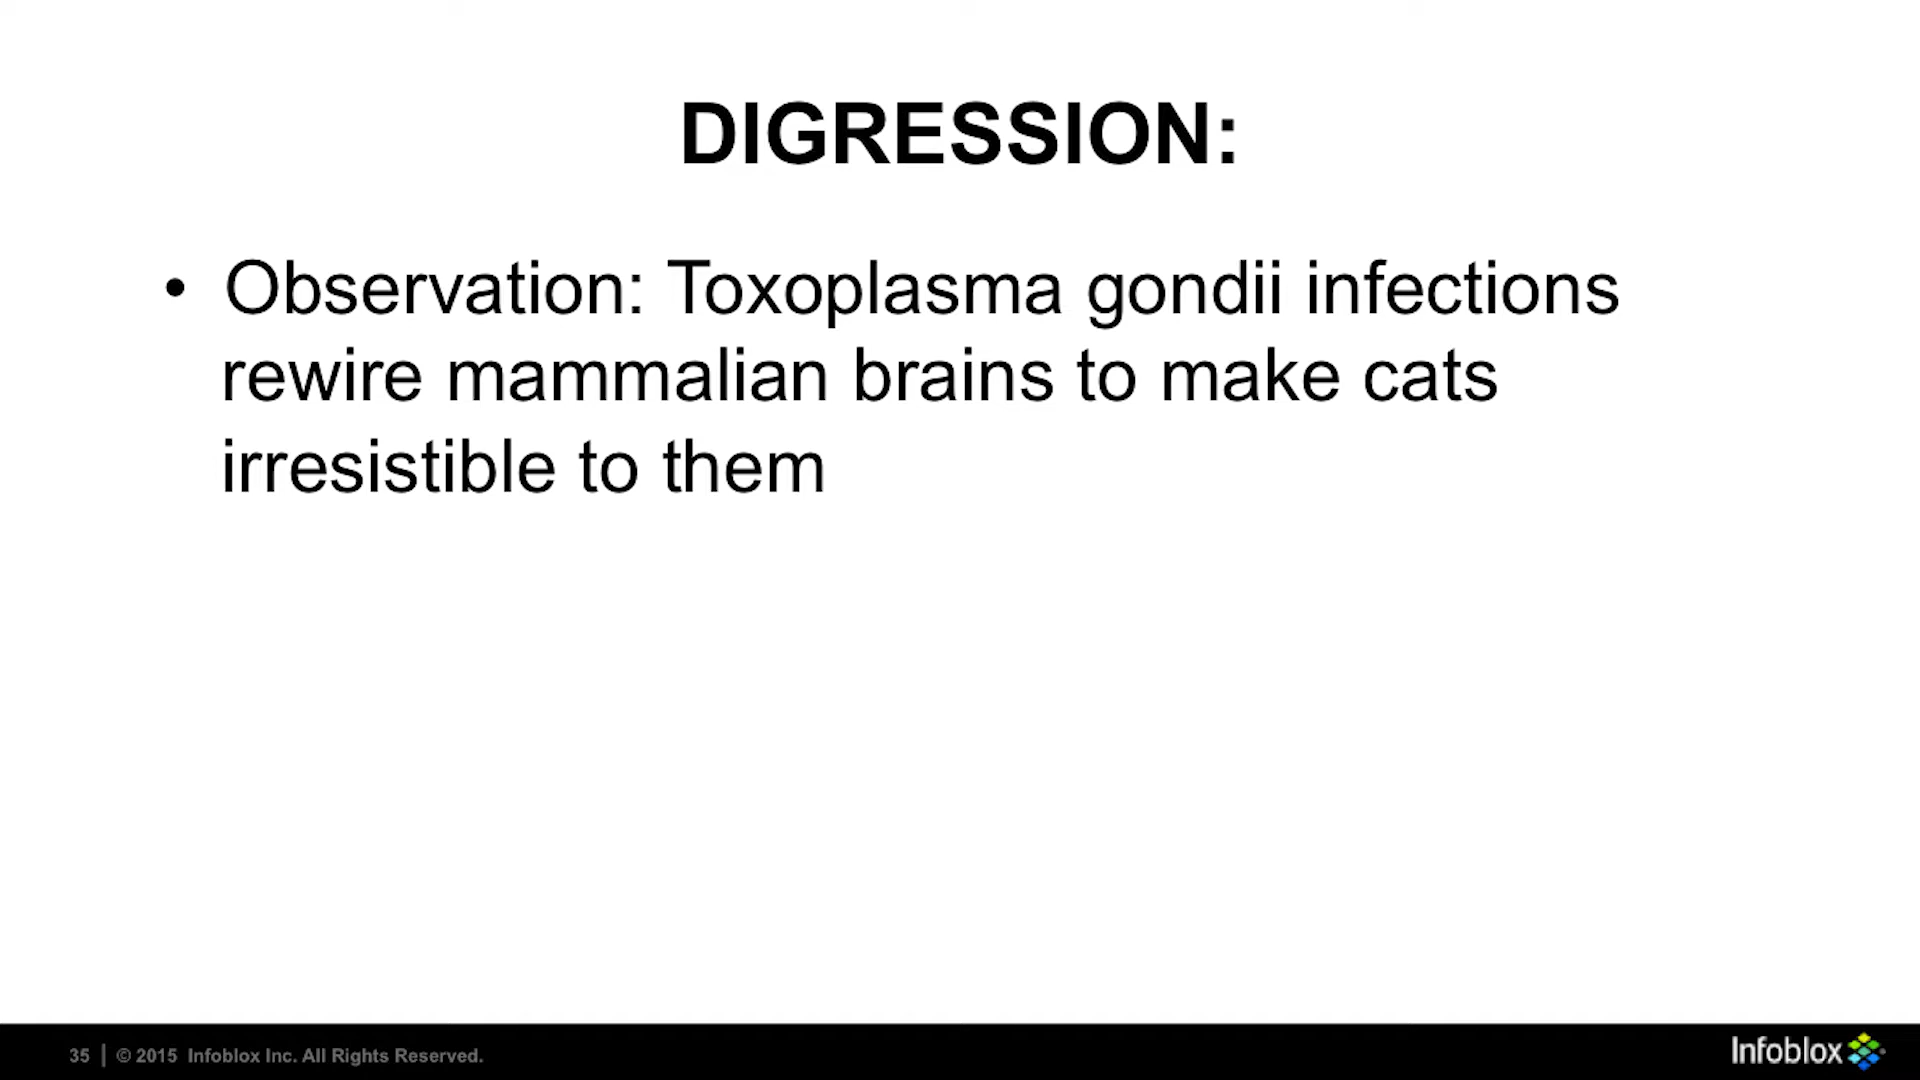 DIGRESSION:
• Observation: Toxoplasma gondii infections
rewire mammalian brains to make cats
irresistible to them
35 | © 2015 Infoblox Inc. All Rights Reserved.
Infoblox